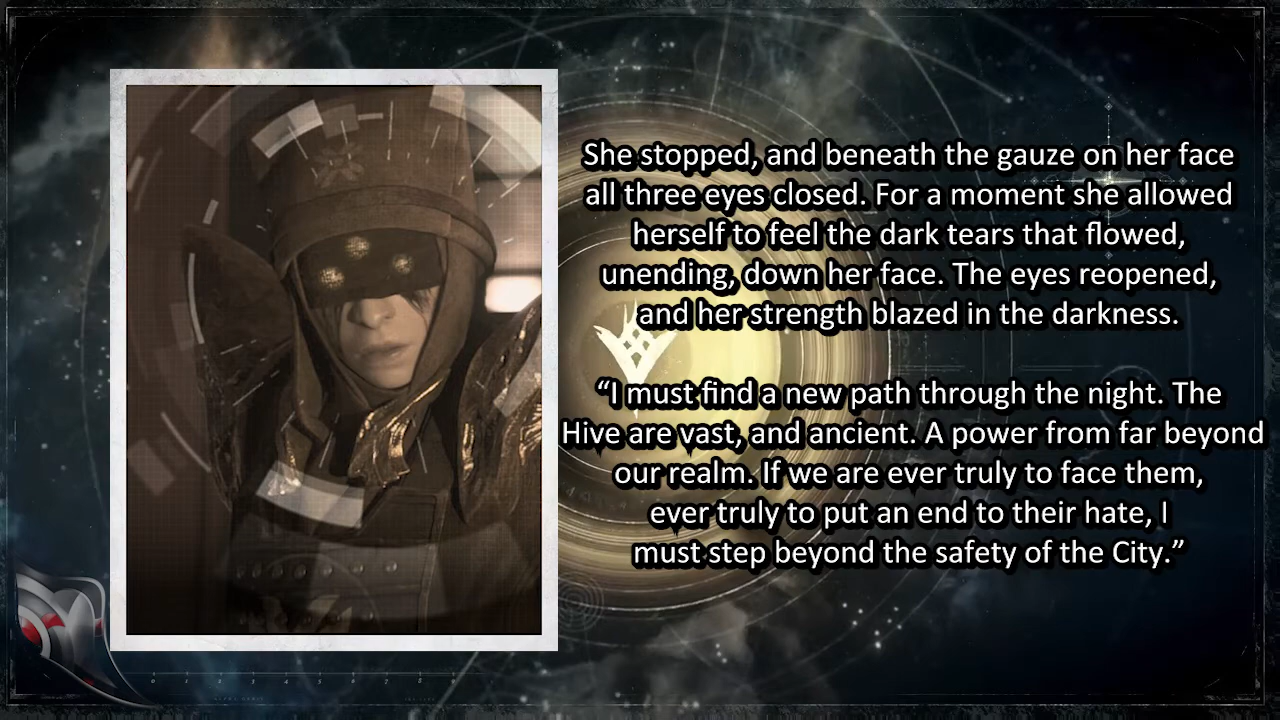 She stopped, and beneath the gauze on her face
all three eyes closed. For a moment she allowed
herself to feel the dark tears that flowed,
unending, down her face. The eyes reopened,
and her strength blazed in the darkness.
“I must find a new path through the night. The
Hive are vast, and ancient. A power from far beyond
our realm. If we are ever truly to face them,
ever truly to put an end to their hate, I
must step beyond the safety of the City.”